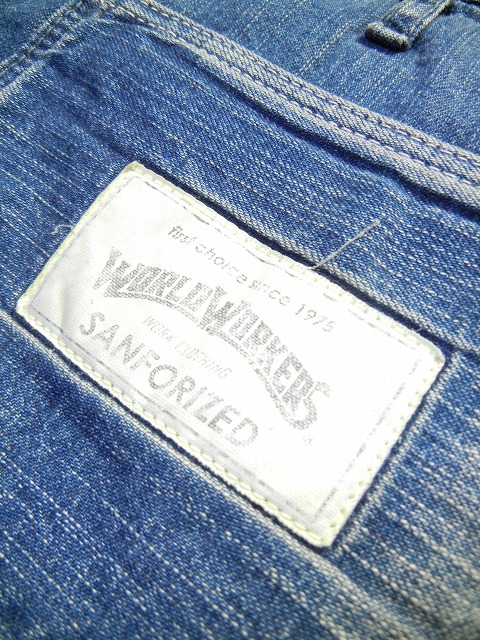 first choice since 1975
WORLD WORKERS
WORK CLOTHING
SANFORIZED